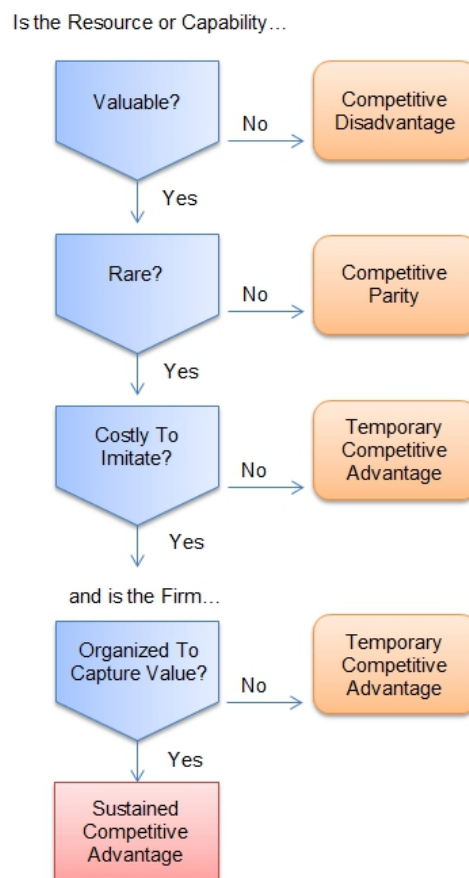 Is the Resource or Capability…
Valuable?
No
Competitive
Disadvantage
Yes
Rare?
No
Competitive
Parity
Yes
Costly To
Imitate?
No
Temporary
Competitive
Advantage
Yes
and is the Firm…
Organized To
Capture Value?
No
Temporary
Competitive
Advantage
Yes
Sustained
Competitive
Advantage